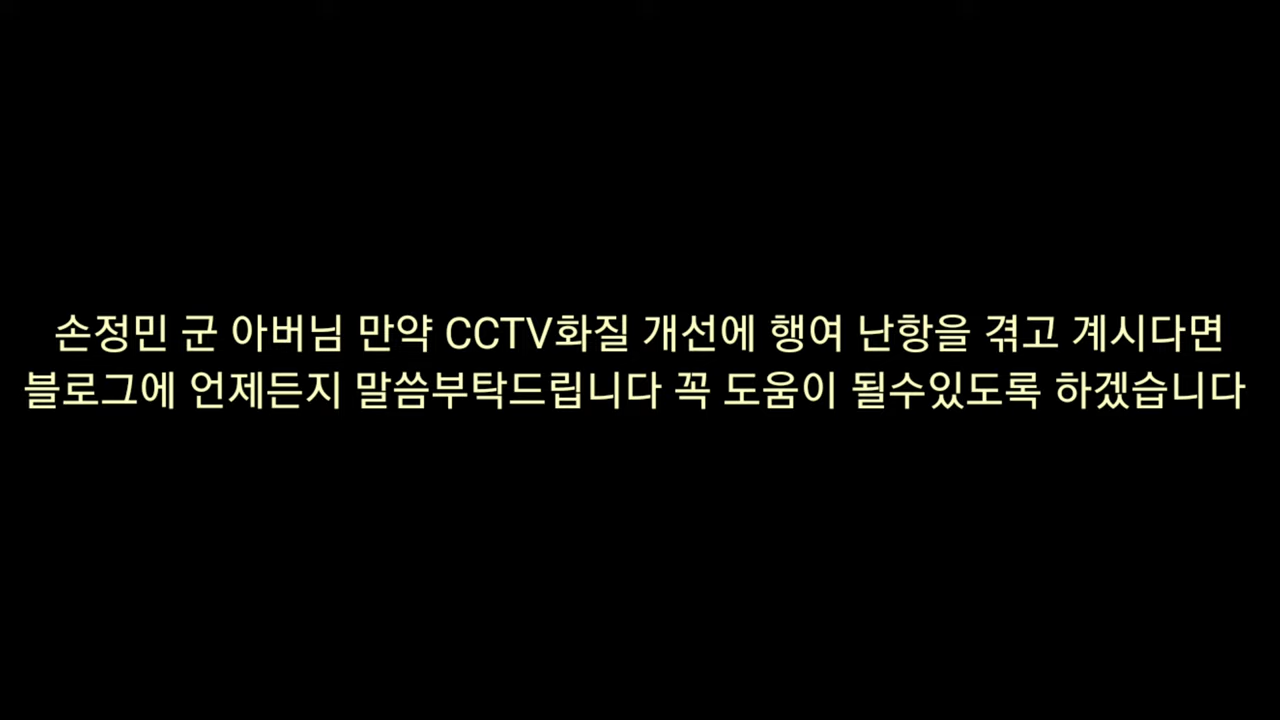 손정민 군 아버님 만약 CCTV화질 개선에 행여 난항을 겪고 계시다면
블로그에 언제든지 말씀부탁드립니다 꼭 도움이 될수있도록 하겠습니다